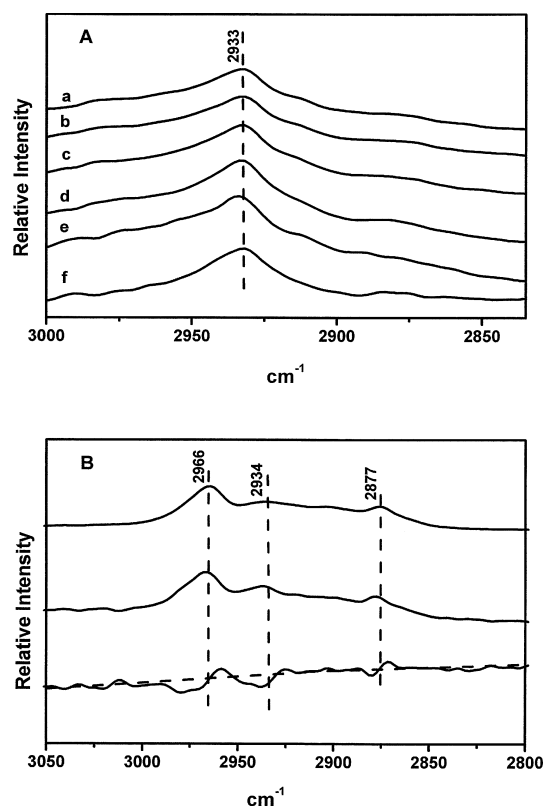 A
2933
a
b
c
d
e
f
Relative Intensity
3000 2950 2900 2850
cm-1
B
2966
2934
2877
Relative Intensity
3050 3000 2950 2900 2850 2800
cm-1